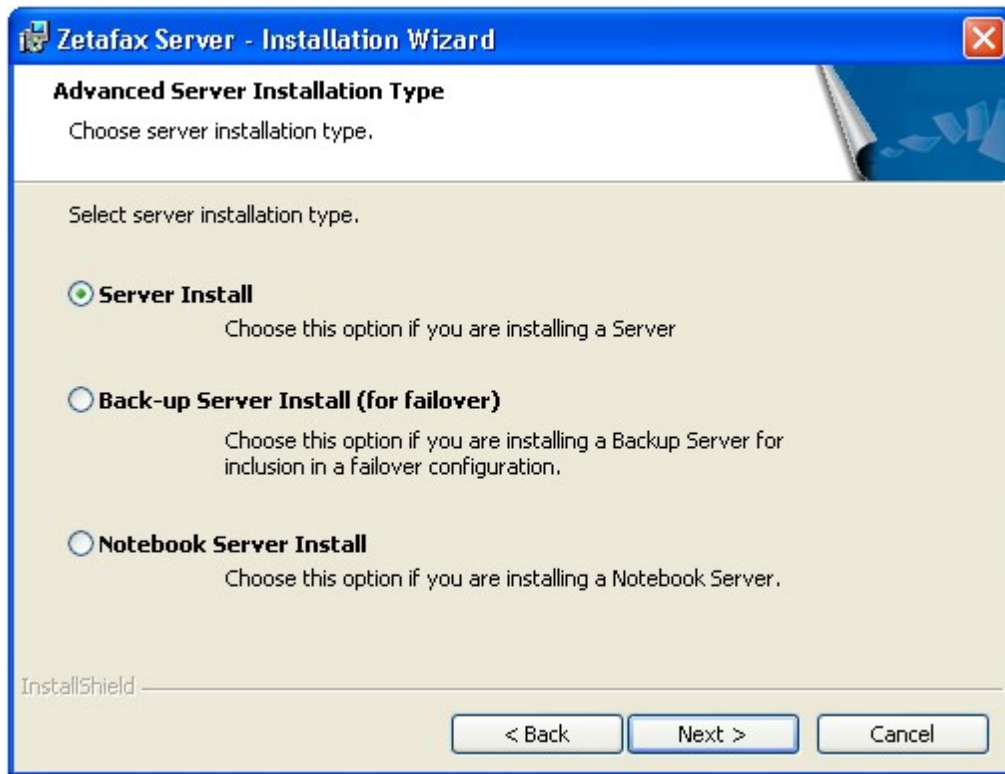 Zetafax Server - Installation Wizard
Advanced Server Installation Type
Choose server installation type.
Select server installation type.
Server Install
Choose this option if you are installing a Server
Back-up Server Install (for failover)
Choose this option if you are installing a Backup Server for
inclusion in a failover configuration.
Notebook Server Install
Choose this option if you are installing a Notebook Server.
InstallShield
< Back
Next >
Cancel